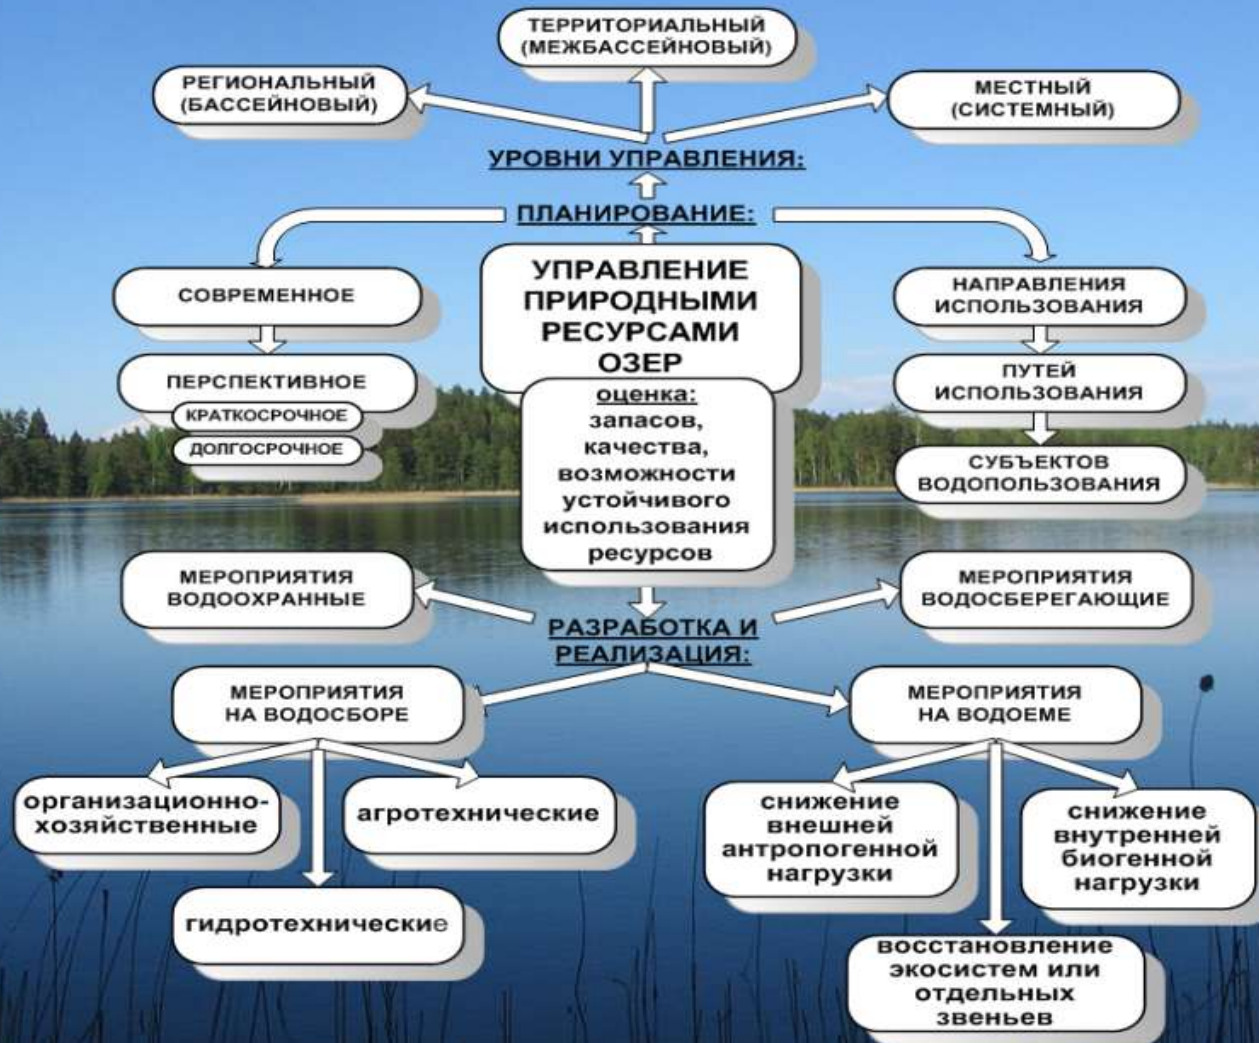 ТЕРРИТОРИАЛЬНЫЙ
(МЕЖБАССЕЙНОВЫЙ)
РЕГИОНАЛЬНЫЙ
(БАССЕЙНОВЫЙ)
МЕСТНЫЙ
(СИСТЕМНЫЙ)
УРОВНИ УПРАВЛЕНИЯ:
ПЛАНИРОВАНИЕ:
СОВРЕМЕННОЕ
ПЕРСПЕКТИВНОЕ
КРАТКОСРОЧНОЕ
ДОЛГОСРОЧНОЕ
УПРАВЛЕНИЕ
ПРИРОДНЫМИ
РЕСУРСАМИ
ОЗЕР
оценка:
запасов,
качества,
возможности
устойчивого
использования
ресурсов
НАПРАВЛЕНИЯ
ИСПОЛЬЗОВАНИЯ
ПУТЕЙ
ИСПОЛЬЗОВАНИЯ
СУБЪЕКТОВ
ВОДОПОЛЬЗОВАНИЯ
МЕРОПРИЯТИЯ
ВОДООХРАННЫЕ
МЕРОПРИЯТИЯ
ВОДОСБЕРЕГАЮЩИЕ
РАЗРАБОТКА И
РЕАЛИЗАЦИЯ:
МЕРОПРИЯТИЯ
НА ВОДОСБОРЕ
МЕРОПРИЯТИЯ
НА ВОДОЕМЕ
организационно-
хозяйственные
агротехнические
гидротехнические
снижение
внешней
антропогенной
нагрузки
снижение
внутренней
биогенной
нагрузки
восстановление
экосистем или
отдельных
звеньев